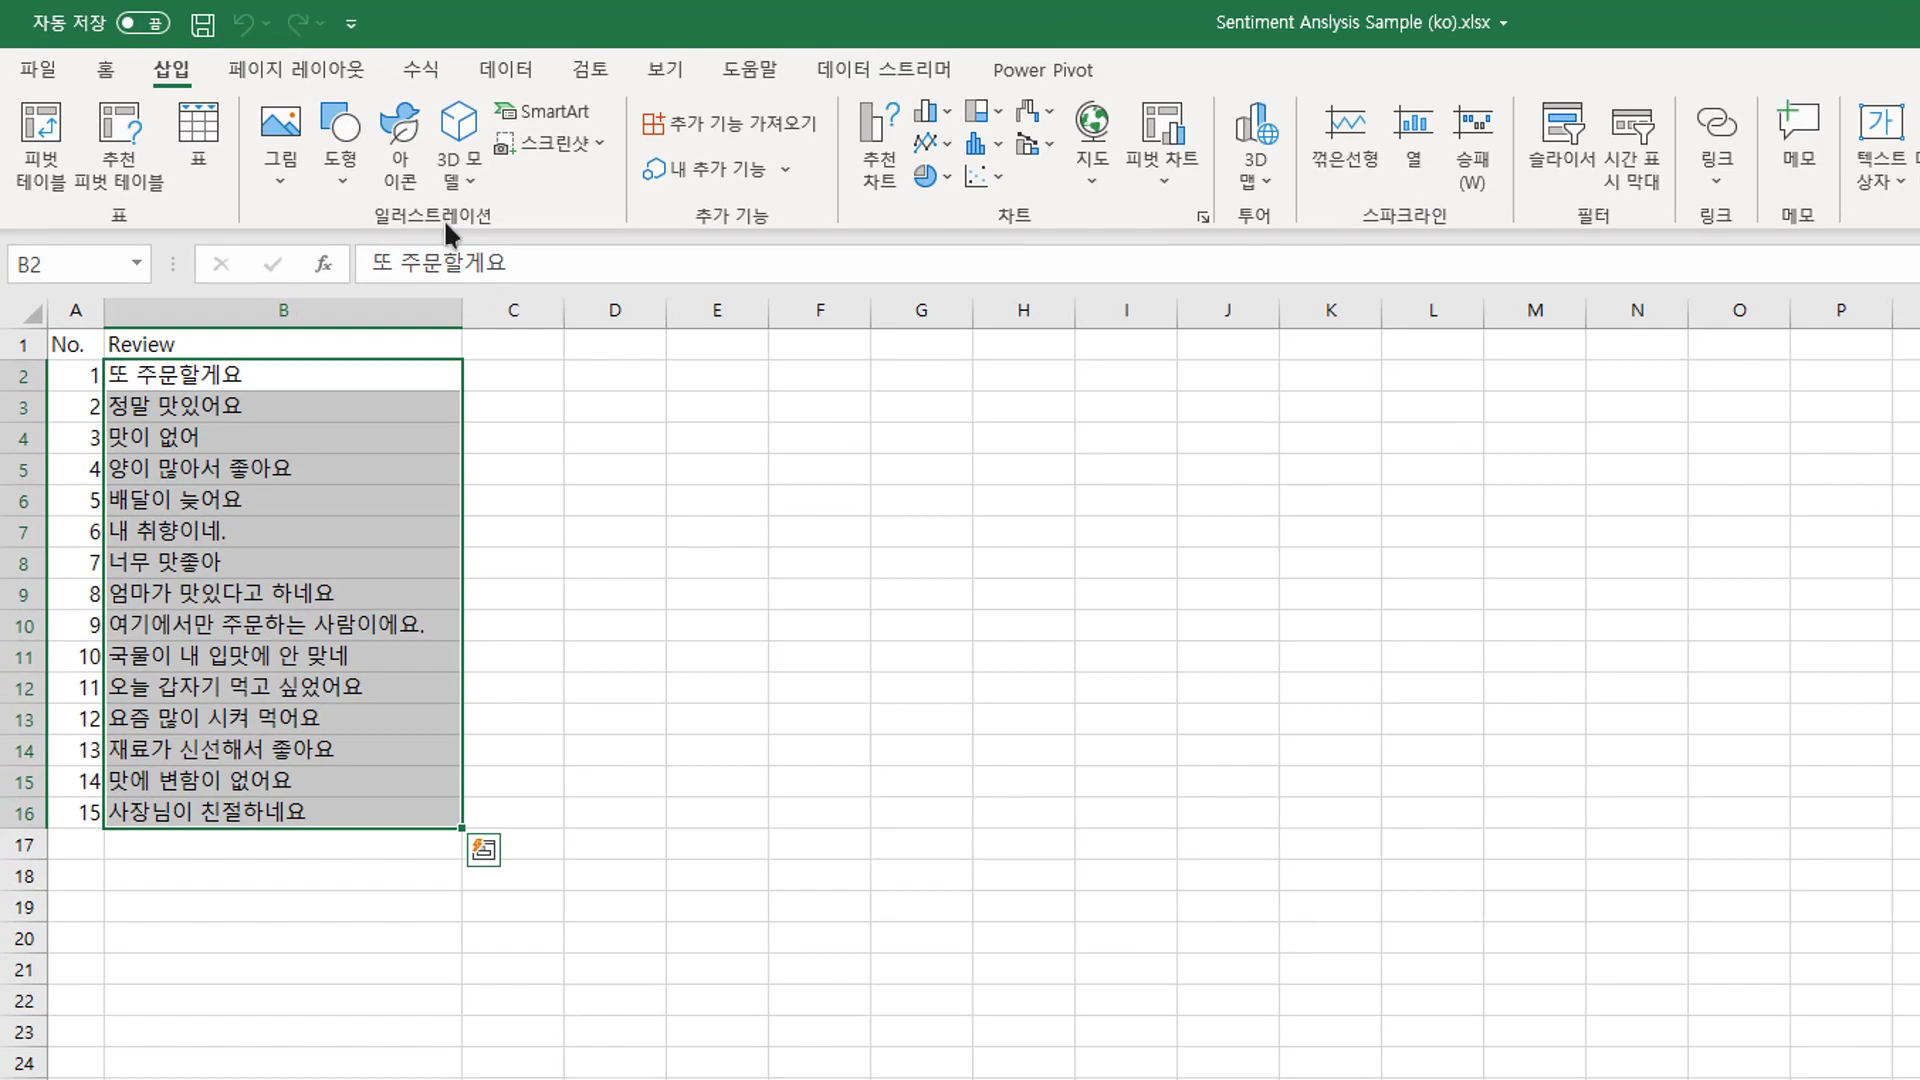 자동 저장 끔
Sentiment Anslysis Sample (ko).xlsx
파일 홈 삽입 페이지 레이아웃 수식 데이터 검토 보기 도움말 데이터 스트리머 Power Pivot
피벗 테이블
추천 피벗 테이블
표
그림
도형
아이콘
3D 모델
SmartArt
스크린샷
추가 기능 가져오기
내 추가 기능
추천 차트
지도
피벗 차트
3D 맵
꺾은선형
열
승패 (W)
슬라이서
시간 표시 막대
링크
메모
가
텍스트 상자
표 일러스트레이션 추가 기능 차트 투어 스파크라인 필터 링크 메모
B2 fx 또 주문할게요
A B C D E F G H I J K L M N O P
1 No. Review
2 1 또 주문할게요
3 2 정말 맛있어요
4 3 맛이 없어
5 4 양이 많아서 좋아요
6 5 배달이 늦어요
7 6 내 취향이네.
8 7 너무 맛좋아
9 8 엄마가 맛있다고 하네요
10 9 여기에서만 주문하는 사람이에요.
11 10 국물이 내 입맛에 안 맞네
12 11 오늘 갑자기 먹고 싶었어요
13 12 요즘 많이 시켜 먹어요
14 13 재료가 신선해서 좋아요
15 14 맛에 변함이 없어요
16 15 사장님이 친절하네요
17
18
19
20
21
22
23
24